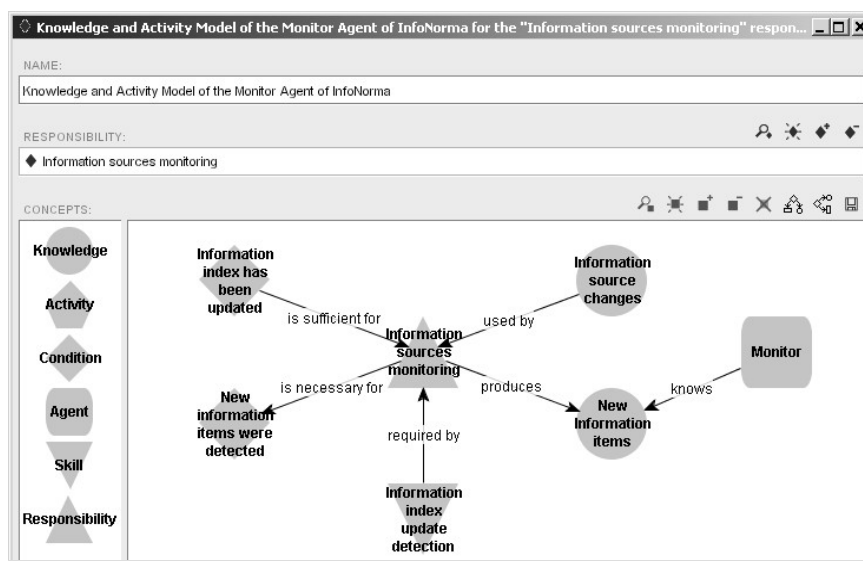 Knowledge and Activity Model of the Monitor Agent of InfoNorma for the "Information sources monitoring" respon...
NAME:
Knowledge and Activity Model of the Monitor Agent of InfoNorma
RESPONSIBILITY:
Information sources monitoring
CONCEPTS:
Knowledge
Activity
Condition
Agent
Skill
Responsibility
Information
index has
been
updated
Information
source
changes
is sufficient for
used by
Information
sources
monitoring
Monitor
is necessary for
produces
knows
New
information
items were
detected
New
Information
items
required by
Information
index
update
detection